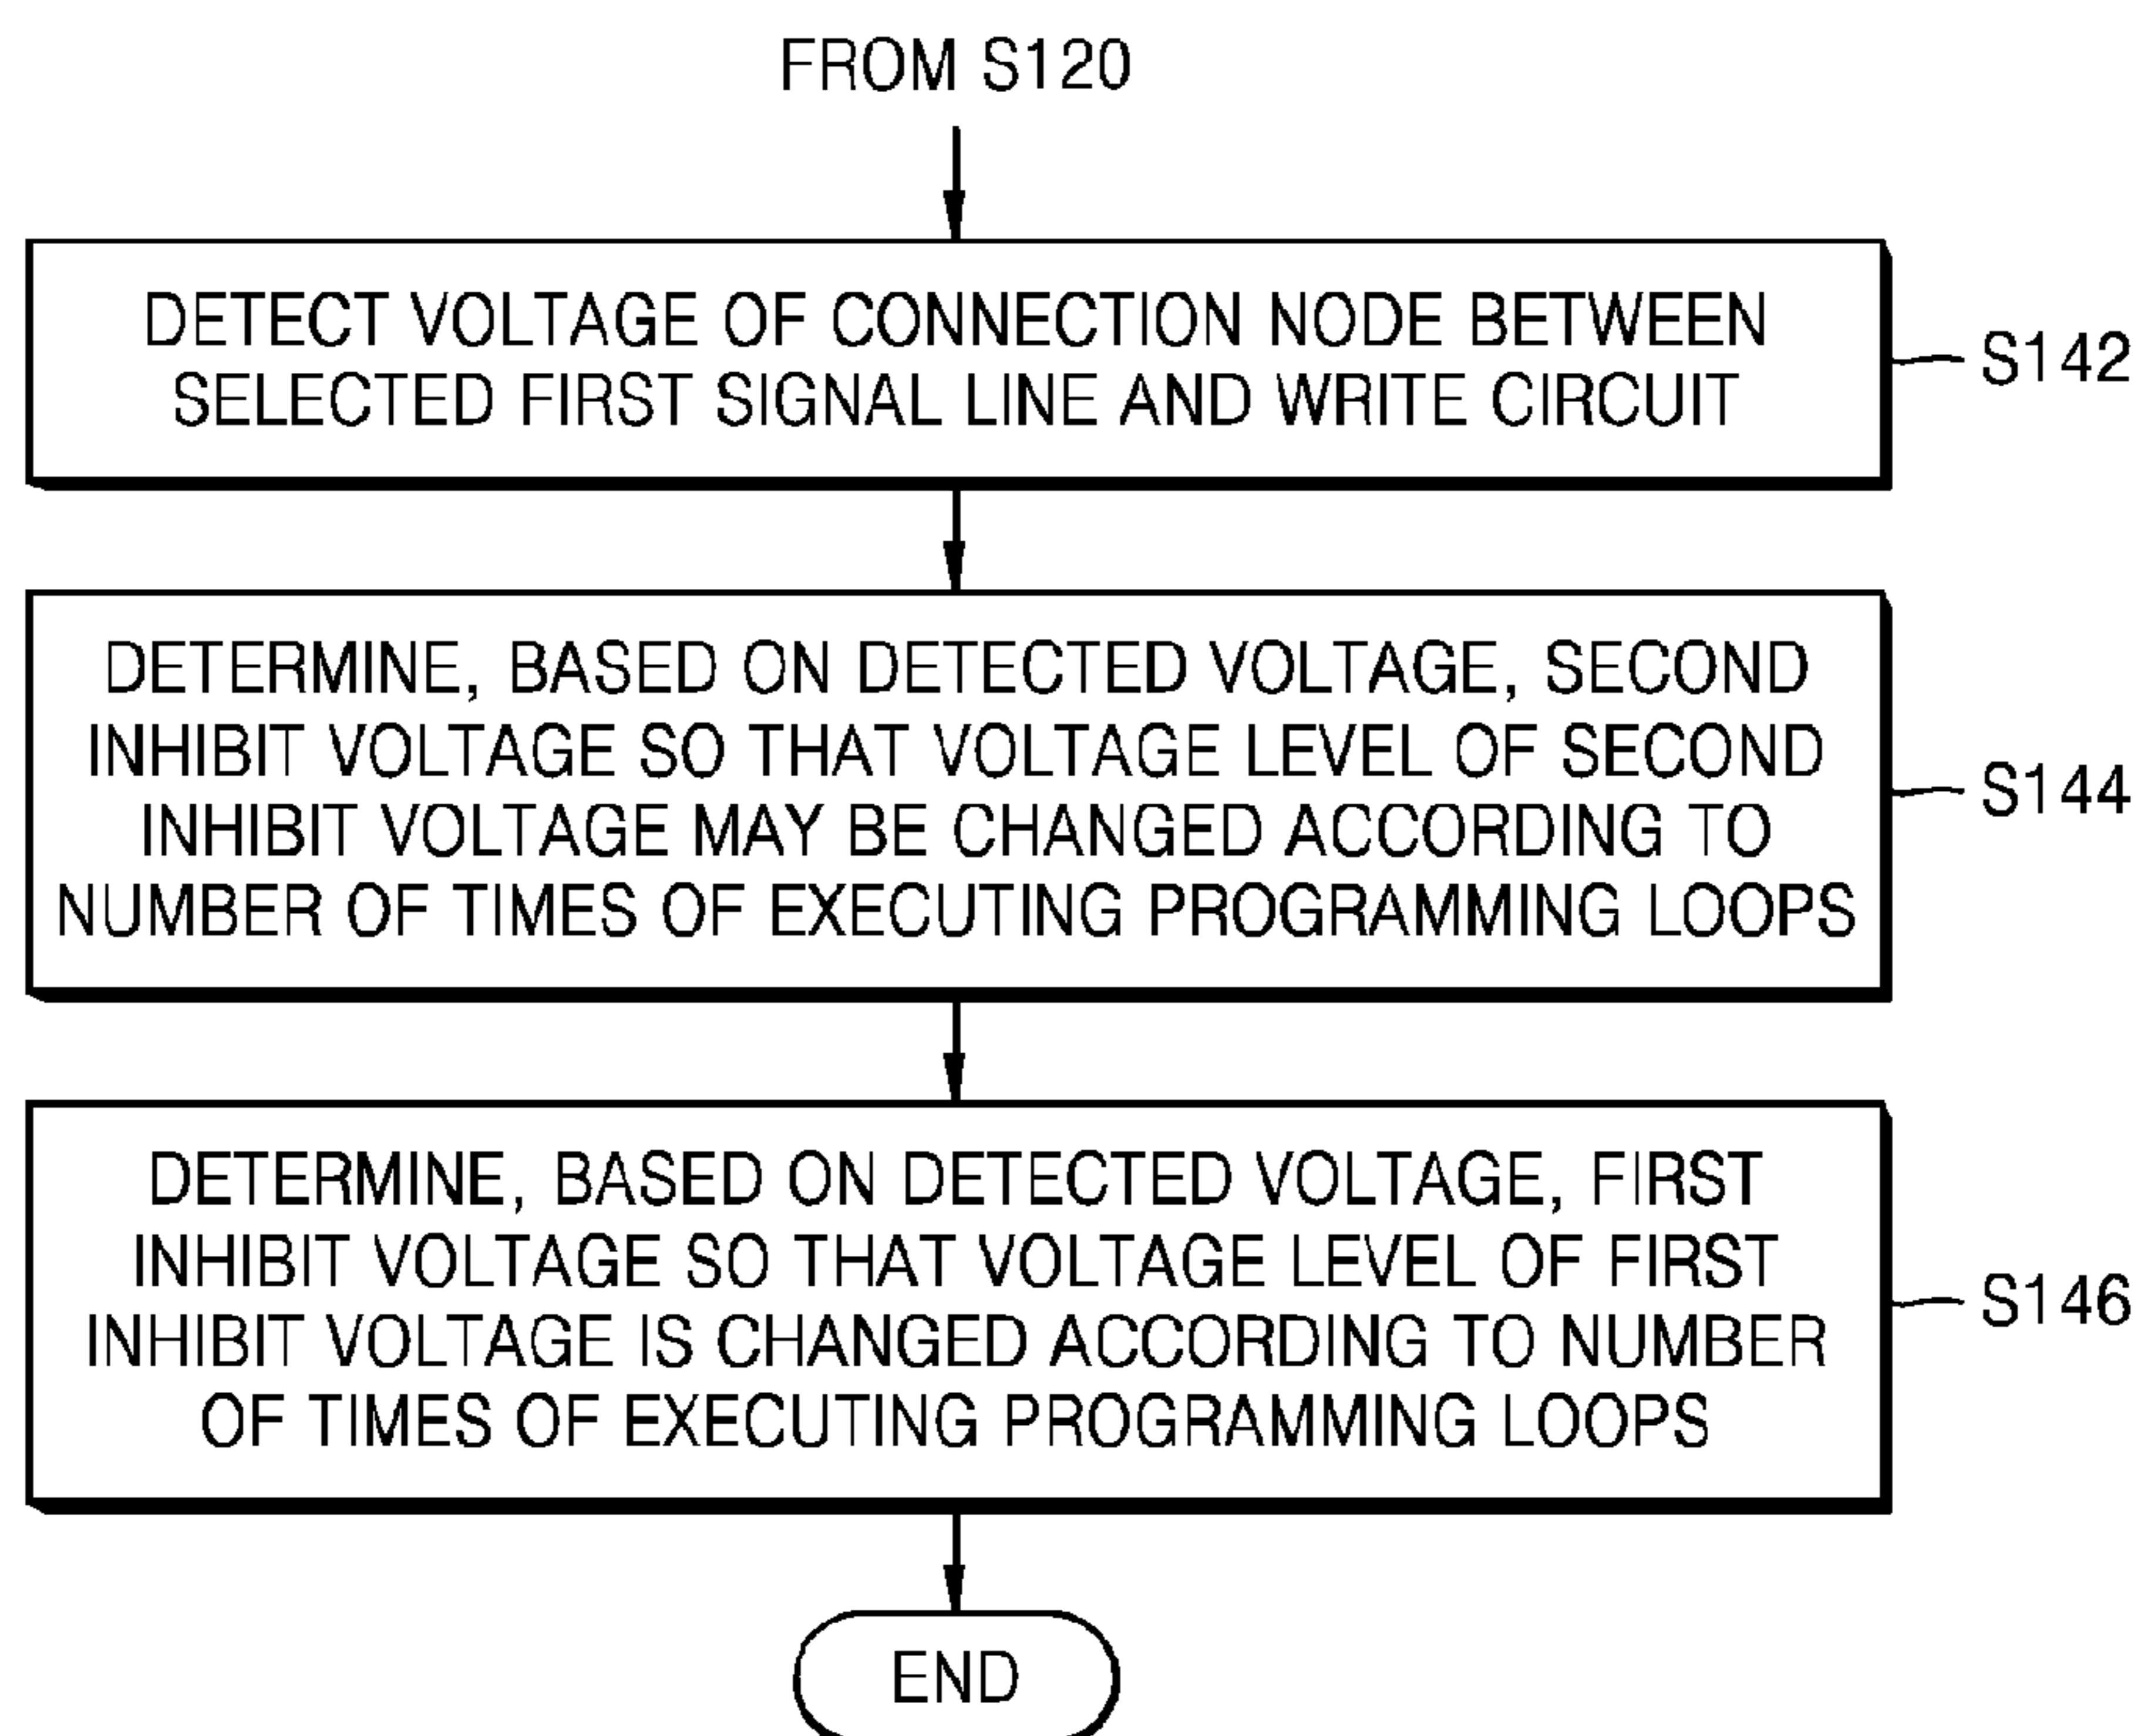 FROM S120
DETECT VOLTAGE OF CONNECTION NODE BETWEEN
SELECTED FIRST SIGNAL LINE AND WRITE CIRCUIT
S142
DETERMINE, BASED ON DETECTED VOLTAGE, SECOND
INHIBIT VOLTAGE SO THAT VOLTAGE LEVEL OF SECOND
INHIBIT VOLTAGE MAY BE CHANGED ACCORDING TO
NUMBER OF TIMES OF EXECUTING PROGRAMMING LOOPS
S144
DETERMINE, BASED ON DETECTED VOLTAGE, FIRST
INHIBIT VOLTAGE SO THAT VOLTAGE LEVEL OF FIRST
INHIBIT VOLTAGE IS CHANGED ACCORDING TO NUMBER
OF TIMES OF EXECUTING PROGRAMMING LOOPS
S146
END